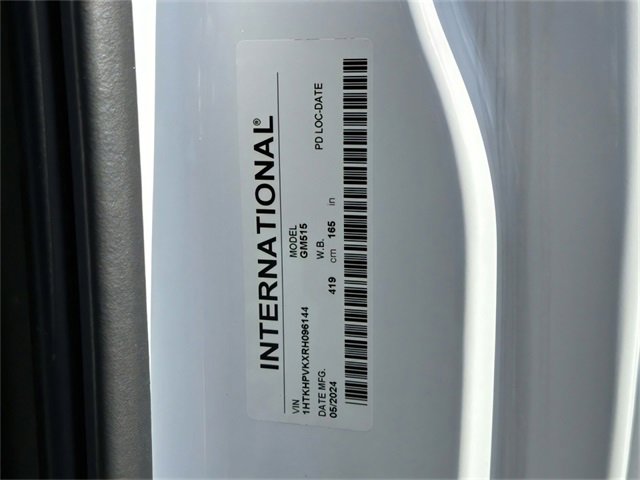 INTERNATIONAL®
VIN MODEL
1HTKHPVKXRH096144 GM515
DATE MFG. W.B. PD LOC-DATE
05/2024 419 cm 165 in